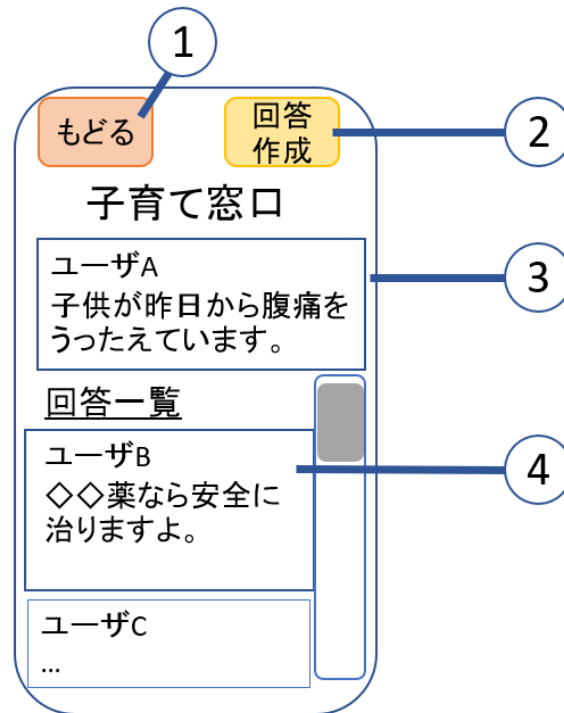 1
もどる
回答
作成
2
子育て窓口
ユーザA
子供が昨日から腹痛を
うったえています。
3
回答一覧
ユーザB
◇◇薬なら安全に
治りますよ。
4
ユーザC
...